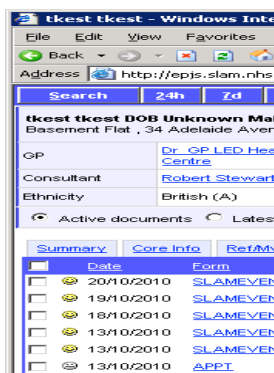 tkest tkest - Windows Inte
File Edit View Favorites
Back
Address http://epjs.slam.nhs
Search 24h 7d
tkest tkest DOB Unknown Mal
Basement Flat , 34 Adelaide Aven
GP Dr GP LED Hea
Centre
Consultant Robert Stewart
Ethnicity British (A)
Active documents Lates
Summary Core Info Ref/Mv
Date Form
20/10/2010 SLAMEVEN
19/10/2010 SLAMEVEN
18/10/2010 SLAMEVEN
13/10/2010 SLAMEVEN
13/10/2010 SLAMEVEN
13/10/2010 APPT